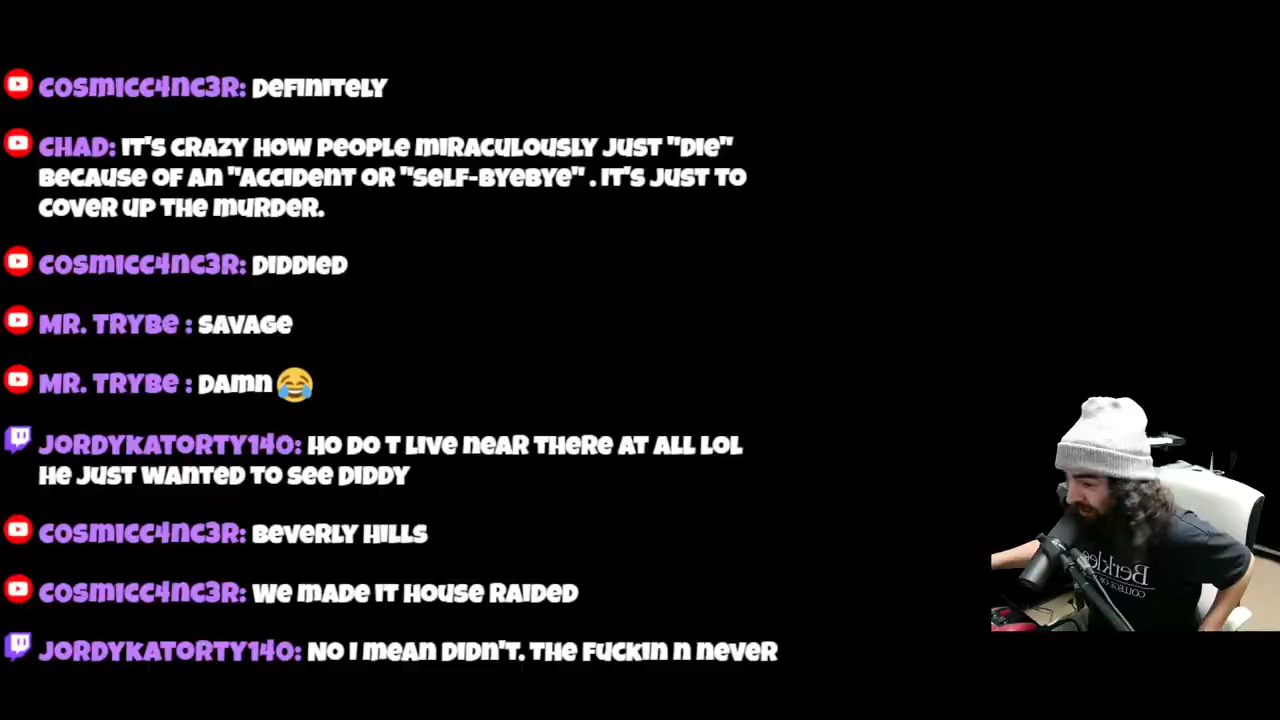 COSMICC4NC3R: DEFINITELY
CHAD: IT'S CRAZY HOW PEOPLE MIRACULOUSLY JUST "DIE"
BECAUSE OF AN "ACCIDENT OR "SELF-BYEBYE" . IT'S JUST TO
COVER UP THE MURDER.
COSMICC4NC3R: DIDDIED
MR. TRYBE : SAVAGE
MR. TRYBE : DAMN 😂
JORDYKATORTY140: HO DO T LIVE NEAR THERE AT ALL LOL
HE JUST WANTED TO SEE DIDDY
COSMICC4NC3R: BEVERLY HILLS
COSMICC4NC3R: WE MADE IT HOUSE RAIDED
JORDYKATORTY140: NO I MEAN DIDN'T. THE FUCKIN N NEVER
Berklee
COLLEGE OF